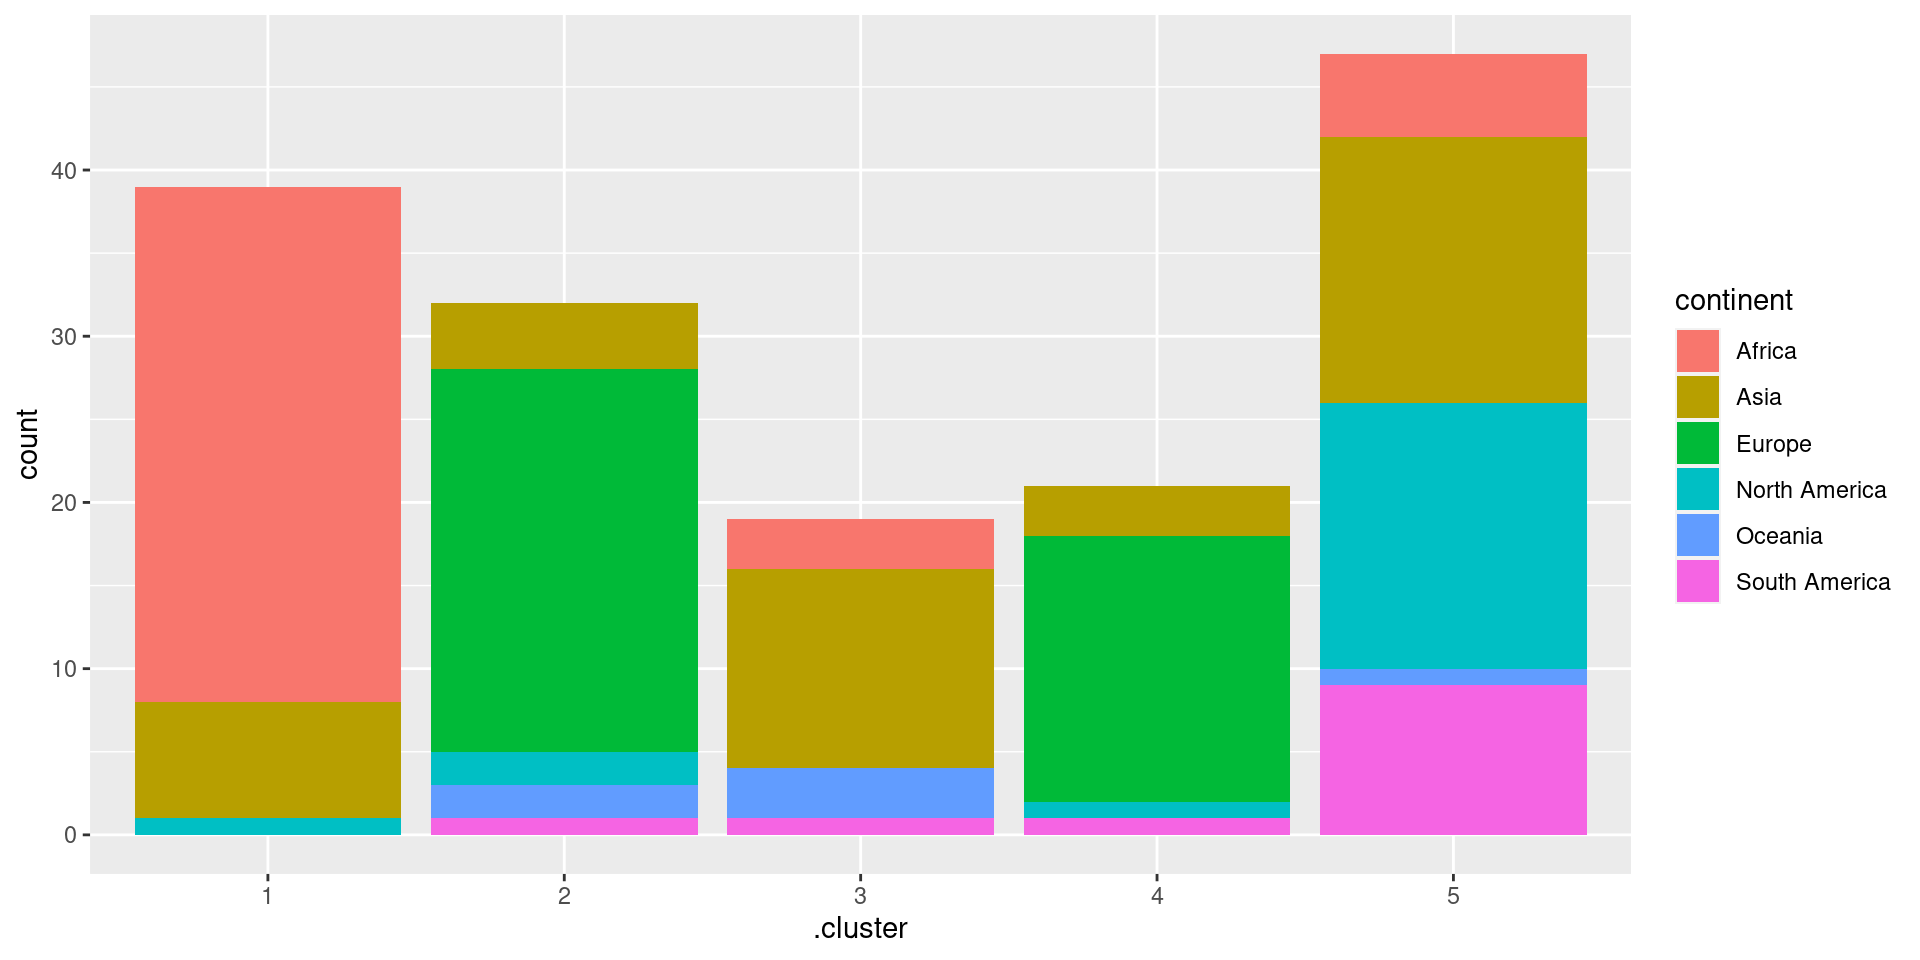 count
40
30
20
10
0
1 2 3 4 5
.cluster
continent
Africa
Asia
Europe
North America
Oceania
South America